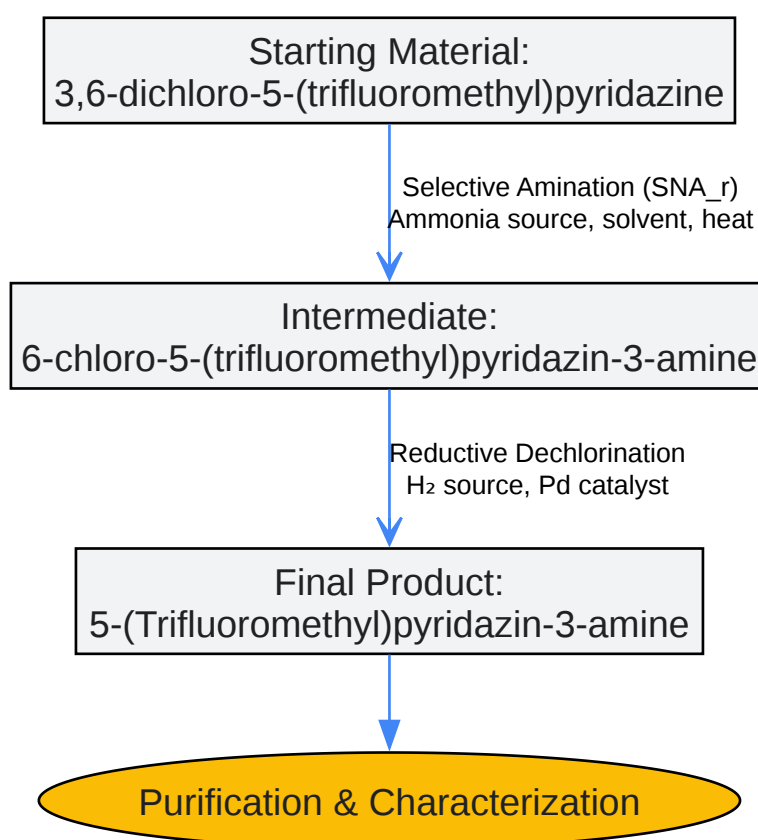 Starting Material:
3,6-dichloro-5-(trifluoromethyl)pyridazine
Selective Amination (SNA_r)
Ammonia source, solvent, heat
Intermediate:
6-chloro-5-(trifluoromethyl)pyridazin-3-amine
Reductive Dechlorination
H₂ source, Pd catalyst
Final Product:
5-(Trifluoromethyl)pyridazin-3-amine
Purification & Characterization